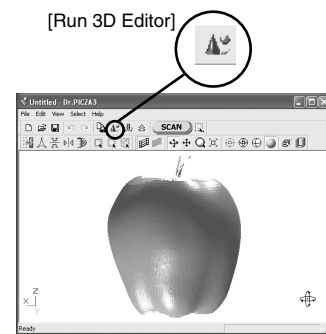 [Run 3D Editor]
Untitled - Dr.PICZA3
File Edit View Select Help
SCAN
Z
X
Y
Ready